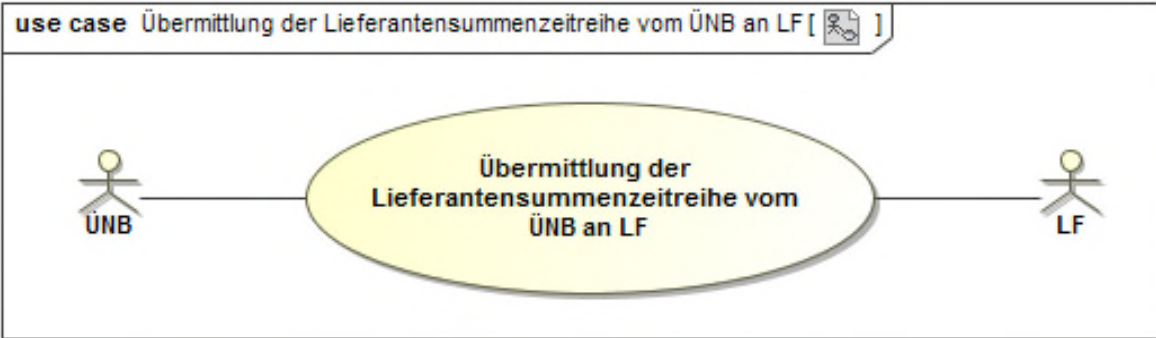 use case Übermittlung der Lieferantensummenzeitreihe vom ÜNB an LF [ ]
Übermittlung der
Lieferantensummenzeitreihe vom
ÜNB an LF
ÜNB
LF